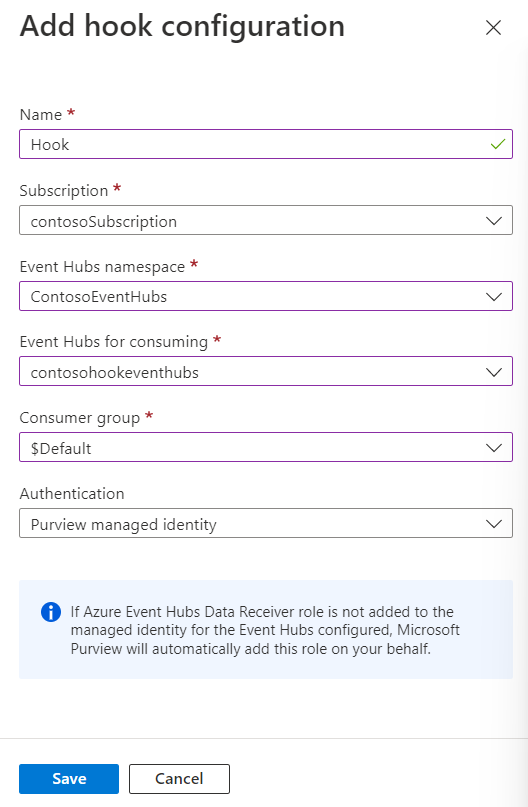 Add hook configuration
Name *
Hook
Subscription *
contosoSubscription
Event Hubs namespace *
ContosoEventHubs
Event Hubs for consuming *
contosohookeventhubs
Consumer group *
$Default
Authentication
Purview managed identity
If Azure Event Hubs Data Receiver role is not added to the
managed identity for the Event Hubs configured, Microsoft
Purview will automatically add this role on your behalf.
Save
Cancel